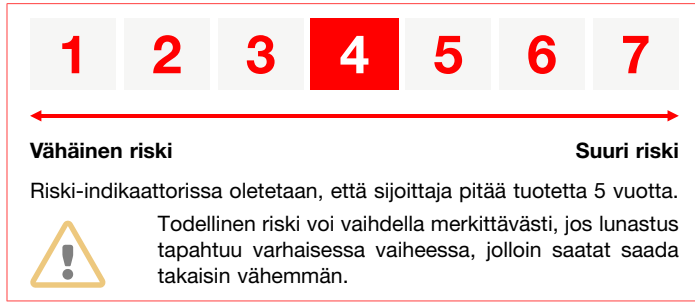 1 2 3 4 5 6 7
Vähäinen riski Suuri riski
Riski-indikaattorissa oletetaan, että sijoittaja pitää tuotetta 5 vuotta.
Todellinen riski voi vaihdella merkittävästi, jos lunastus
tapahtuu varhaisessa vaiheessa, jolloin saatat saada
takaisin vähemmän.